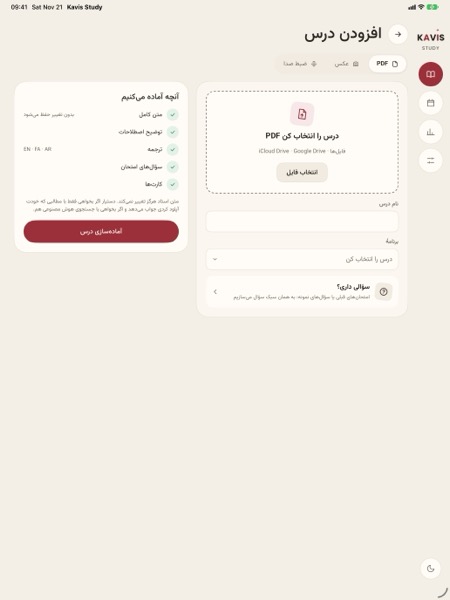 09:41 Sat Nov 21 Kavis Study
KAVIS
STUDY
افزودن درس
PDF
عکس
ضبط صدا
درس را انتخاب کن PDF
فایل‌ها · Google Drive · iCloud Drive
انتخاب فایل
نام درس
برنامهٔ
درس را انتخاب کن
سؤالی داری؟
امتحان‌های قبلی یا سؤال‌های نمونه، به همان سبک سؤال می‌سازیم.
آنچه آماده می‌کنیم
متن کامل
بدون تغییر حفظ می‌شود
توضیح اصطلاحات
ترجمه
EN · FA · AR
سؤال‌های امتحان
کارت‌ها
متن استاد هرگز تغییر نمی‌کند. دستیار اگر بخواهی فقط با مطالبی که خودت
آپلود کردی جواب می‌دهد و اگر بخواهی با جستجوی هوش مصنوعی هم.
آماده‌سازی درس